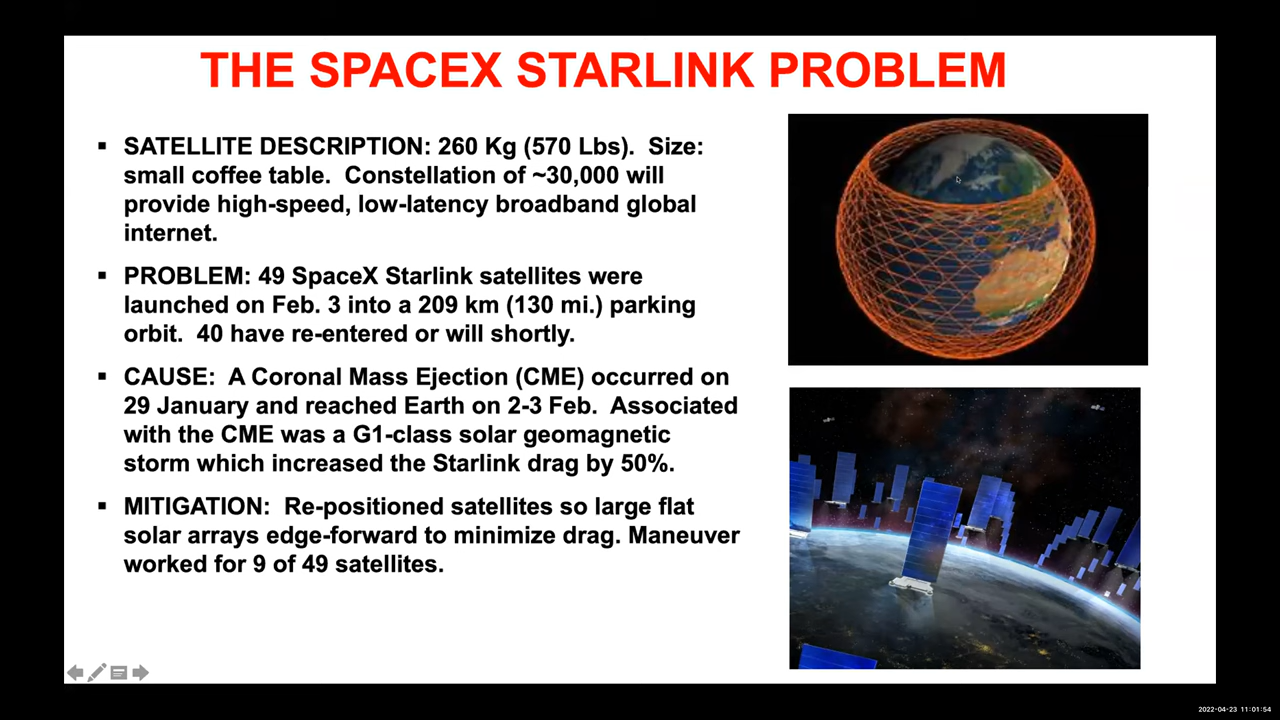 THE SPACEX STARLINK PROBLEM
▪ SATELLITE DESCRIPTION: 260 Kg (570 Lbs).  Size:
small coffee table.  Constellation of ~30,000 will
provide high-speed, low-latency broadband global
internet.
▪ PROBLEM: 49 SpaceX Starlink satellites were
launched on Feb. 3 into a 209 km (130 mi.) parking
orbit.  40 have re-entered or will shortly.
▪ CAUSE:  A Coronal Mass Ejection (CME) occurred on
29 January and reached Earth on 2-3 Feb.  Associated
with the CME was a G1-class solar geomagnetic
storm which increased the Starlink drag by 50%.
▪ MITIGATION:  Re-positioned satellites so large flat
solar arrays edge-forward to minimize drag. Maneuver
worked for 9 of 49 satellites.
2022-04-23 11:01:54